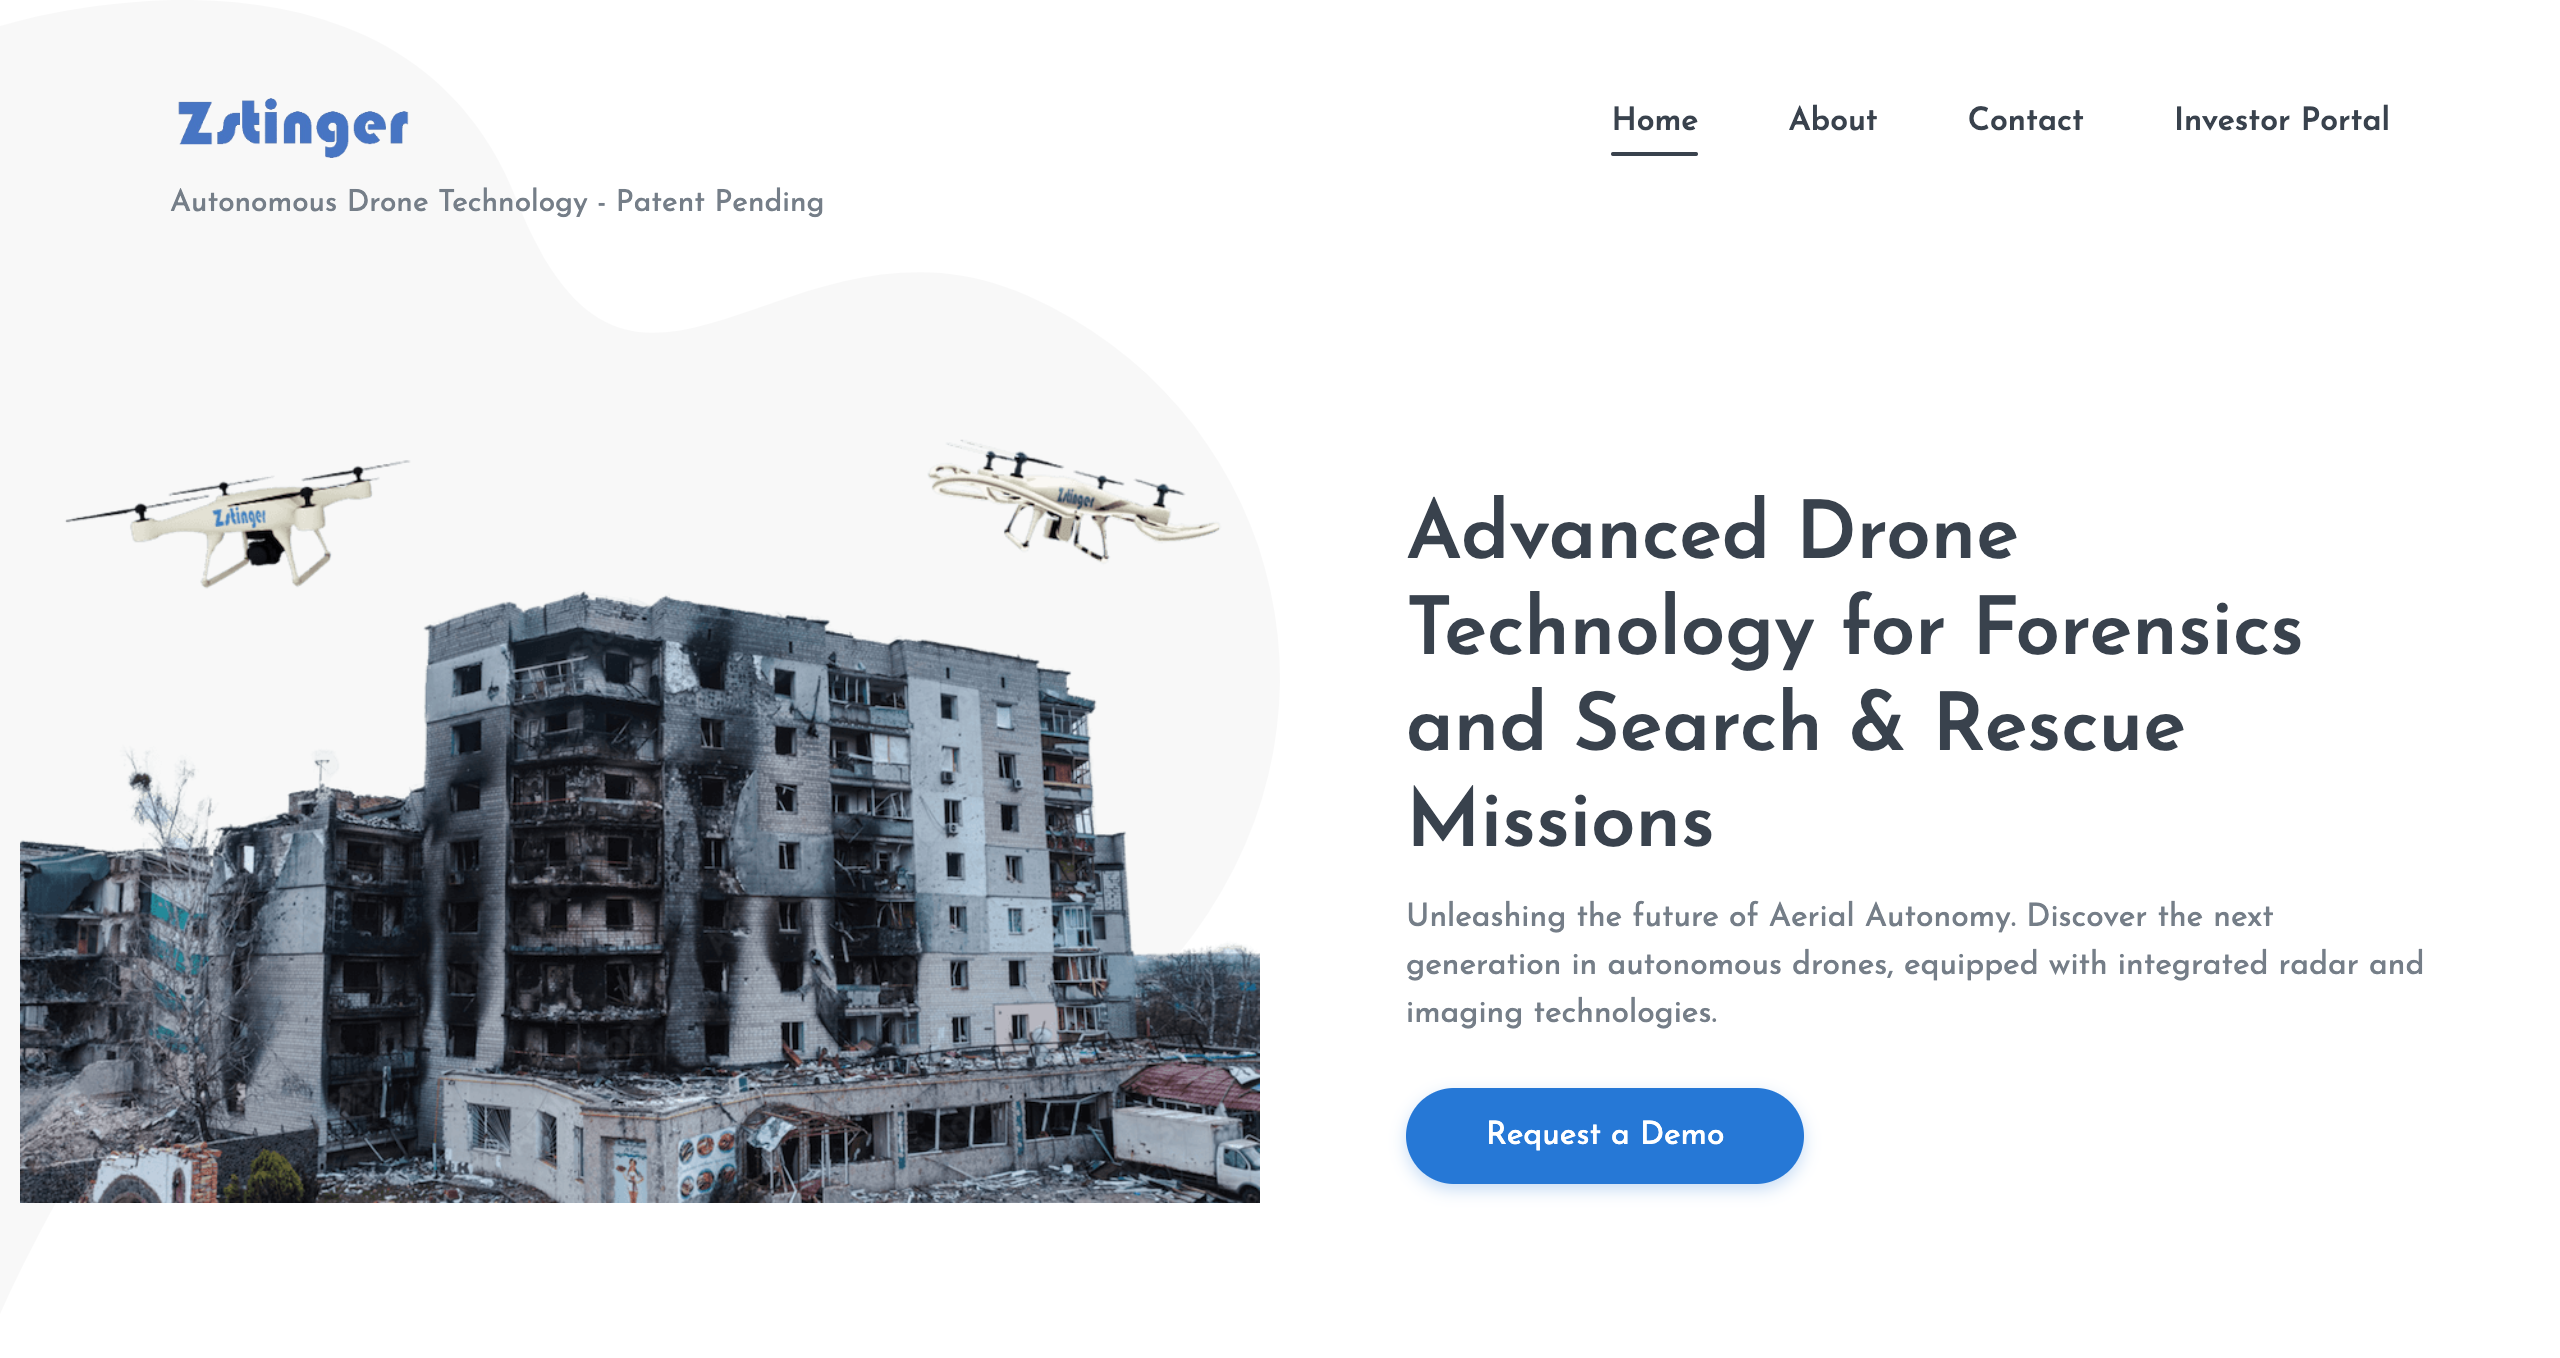 Zstinger
Autonomous Drone Technology - Patent Pending
Home
About
Contact
Investor Portal
Zstinger
Zstinger
Advanced Drone
Technology for Forensics
and Search & Rescue
Missions
Unleashing the future of Aerial Autonomy. Discover the next
generation in autonomous drones, equipped with integrated radar and
imaging technologies.
Request a Demo